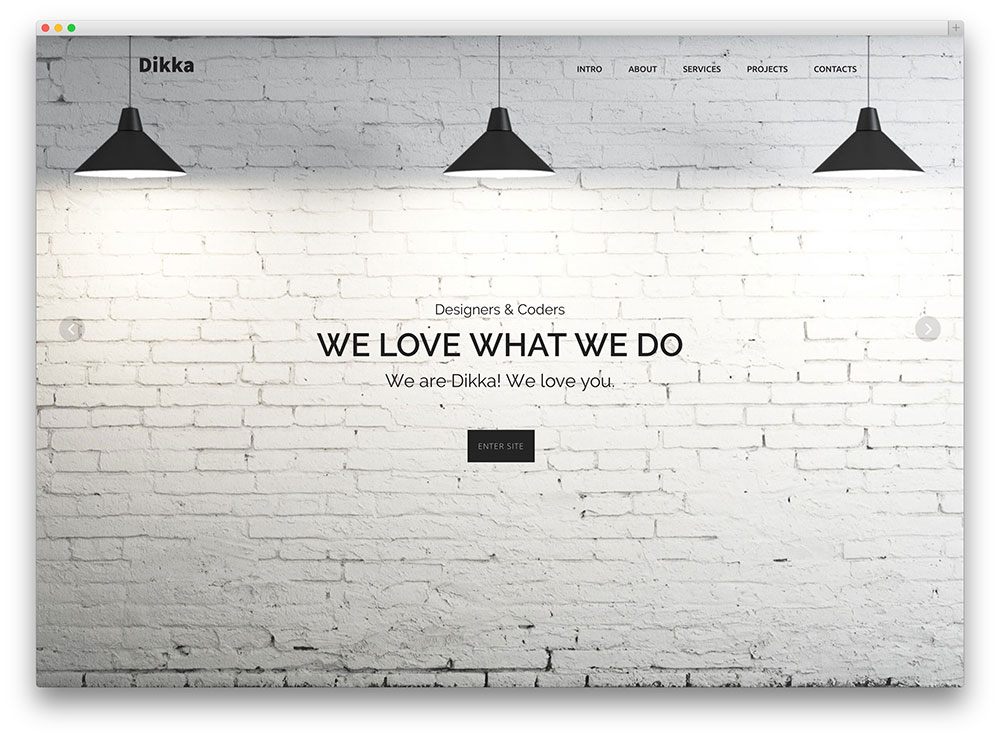 Dikka
INTRO ABOUT SERVICES PROJECTS CONTACTS
Designers & Coders
WE LOVE WHAT WE DO
We are Dikka! We love you.
ENTER SITE